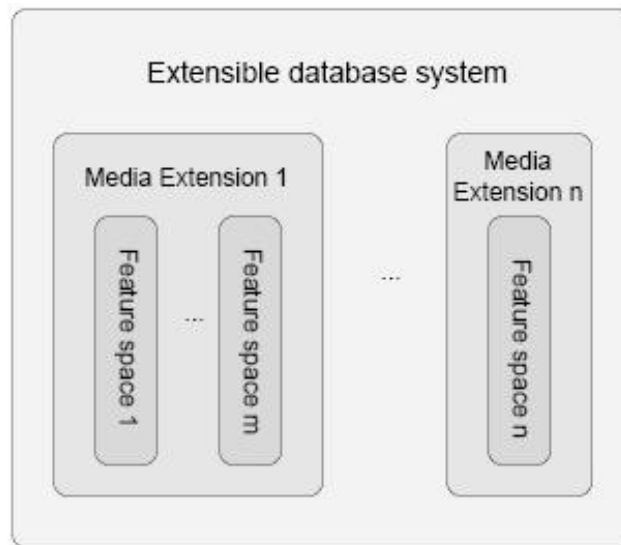 Extensible database system
Media Extension 1
Feature space 1
...
Feature space m
...
Media
Extension n
Feature space n